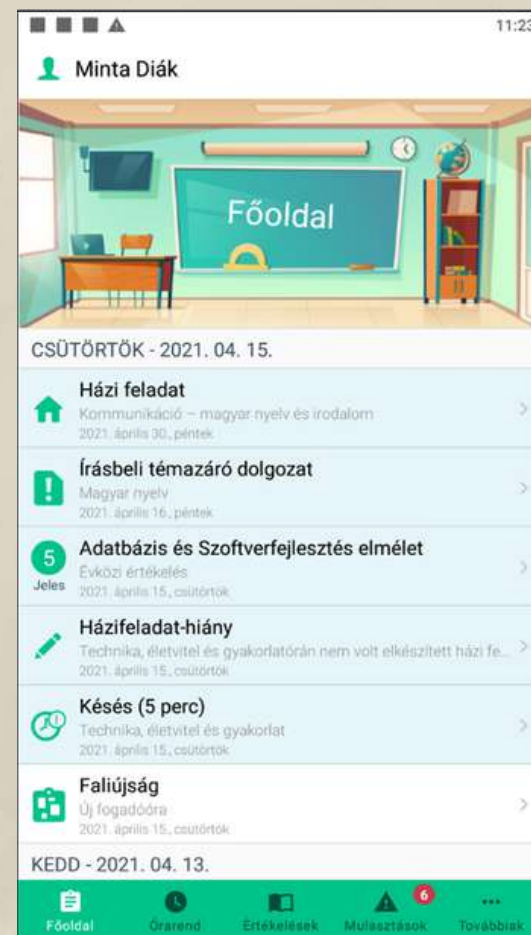 11:23
Minta Diák
Főoldal
CSÜTÖRTÖK - 2021. 04. 15.
Házi feladat
Kommunikáció – magyar nyelv és irodalom
2021. április 30., péntek
Írásbeli témazáró dolgozat
Magyar nyelv
2021. április 16., péntek
5
Jeles
Adatbázis és Szoftverfejlesztés elmélet
Évközi értékelés
2021. április 15., csütörtök
Házifeladat-hiány
Technika, életvitel és gyakorlatórán nem volt elkészített házi fe...
2021. április 15., csütörtök
Késés (5 perc)
Technika, életvitel és gyakorlat
2021. április 15., csütörtök
Faliújság
Új fogadóóra
2021. április 15., csütörtök
KEDD - 2021. 04. 13.
6
Főoldal Órarend Értékelések Mulasztások Továbbiak